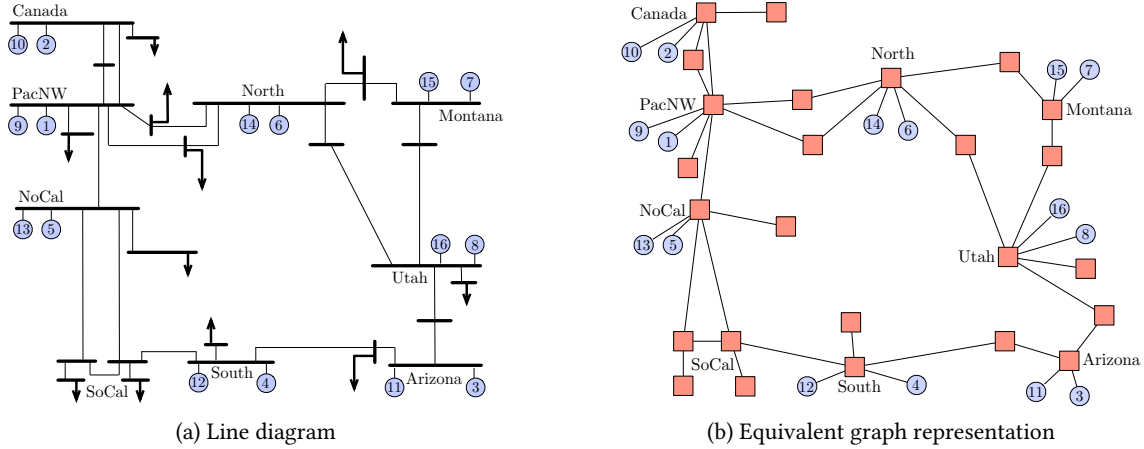 Canada
10 2
PacNW
9 1
North
14 6
15 7
Montana
NoCal
13 5
16 8
Utah
SoCal
South
12 4
Arizona
11 3
(a) Line diagram
Canada
10
2
North
15 7
PacNW
Montana
9
1
14 6
NoCal
13 5
16
8
Utah
SoCal
South
12 4
Arizona
11 3
(b) Equivalent graph representation